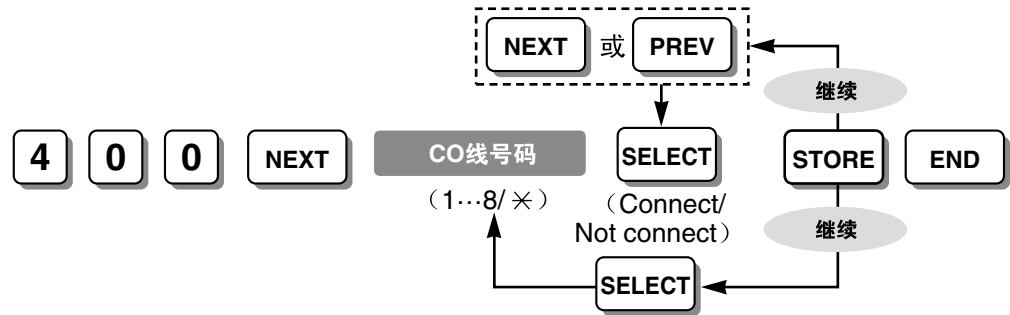 NEXT 或 PREV
继续
4 0 0 NEXT CO线号码 SELECT STORE END
（1…8/＊） （Connect/
Not connect）
继续
SELECT